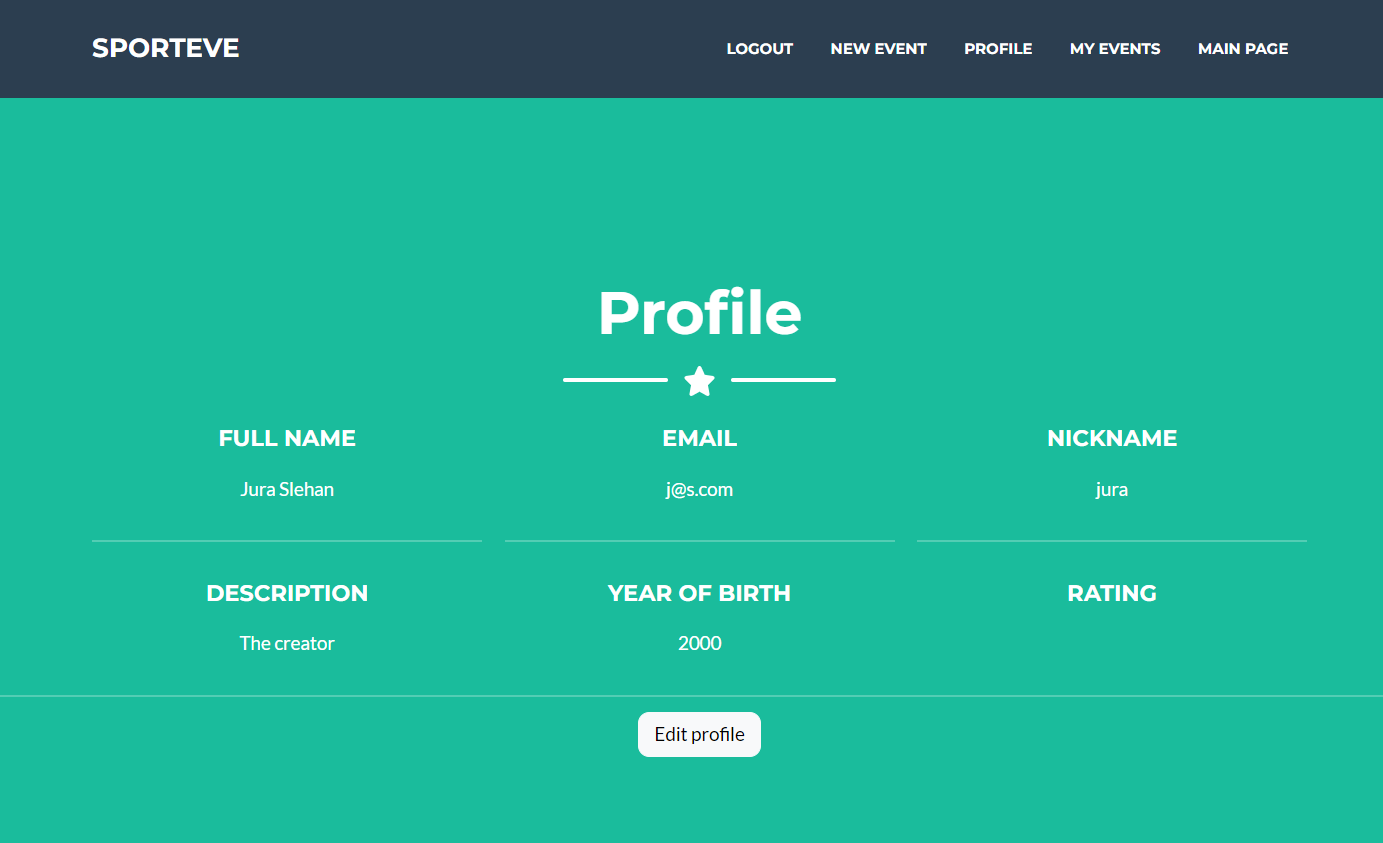 SPORTEVE
LOGOUT NEW EVENT PROFILE MY EVENTS MAIN PAGE
Profile
FULL NAME EMAIL NICKNAME
Jura Slehan j@s.com jura
DESCRIPTION YEAR OF BIRTH RATING
The creator 2000
Edit profile